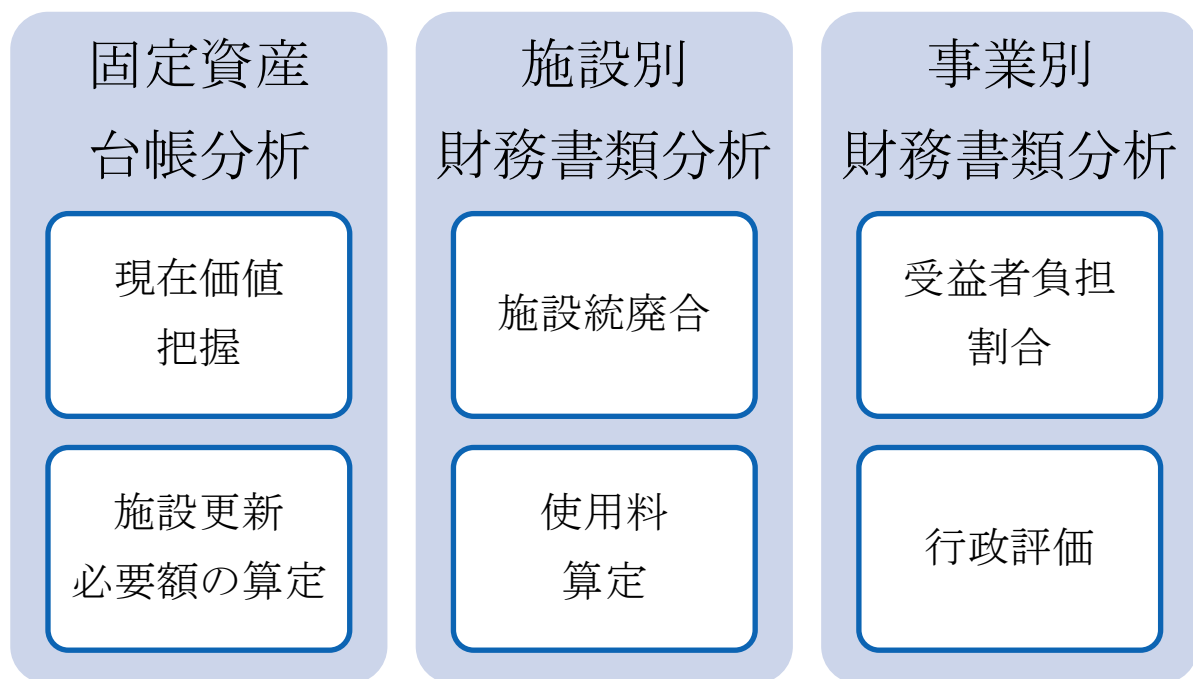 固定資産
台帳分析
現在価値
把握
施設更新
必要額の算定
施設別
財務書類分析
施設統廃合
使用料
算定
事業別
財務書類分析
受益者負担
割合
行政評価